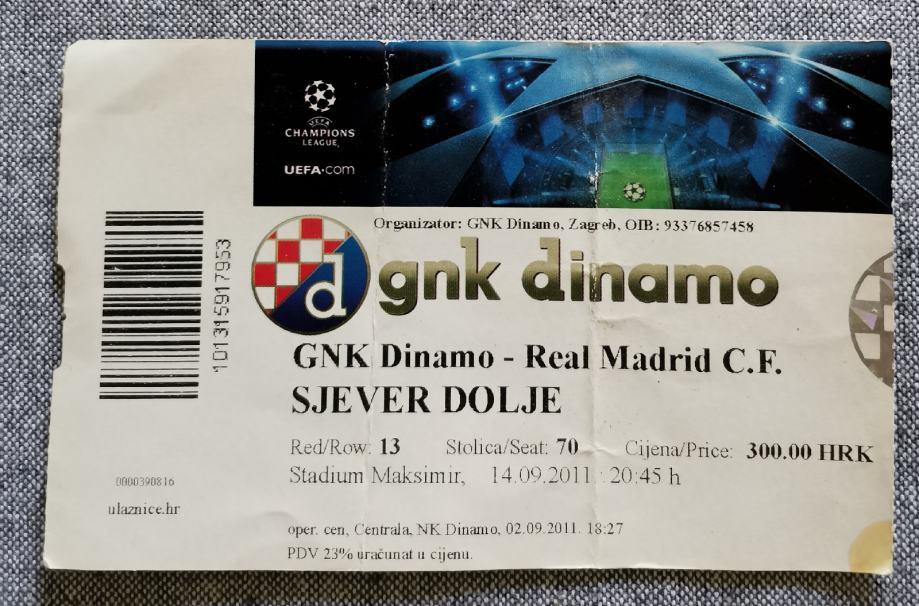 UEFA
CHAMPIONS
LEAGUE
UEFA.com
Organizator: GNK Dinamo, Zagreb, OIB: 93376857458
d
gnk dinamo
GNK Dinamo - Real Madrid C.F.
SJEVER DOLJE
Red/Row: 13 Stolica/Seat: 70 Cijena/Price: 300.00 HRK
Stadium Maksimir, 14.09.2011. 20:45 h
oper. cen, Centrala, NK Dinamo, 02.09.2011. 18:27
PDV 23% uračunat u cijenu.
101315917953
0000390816
ulaznice.hr